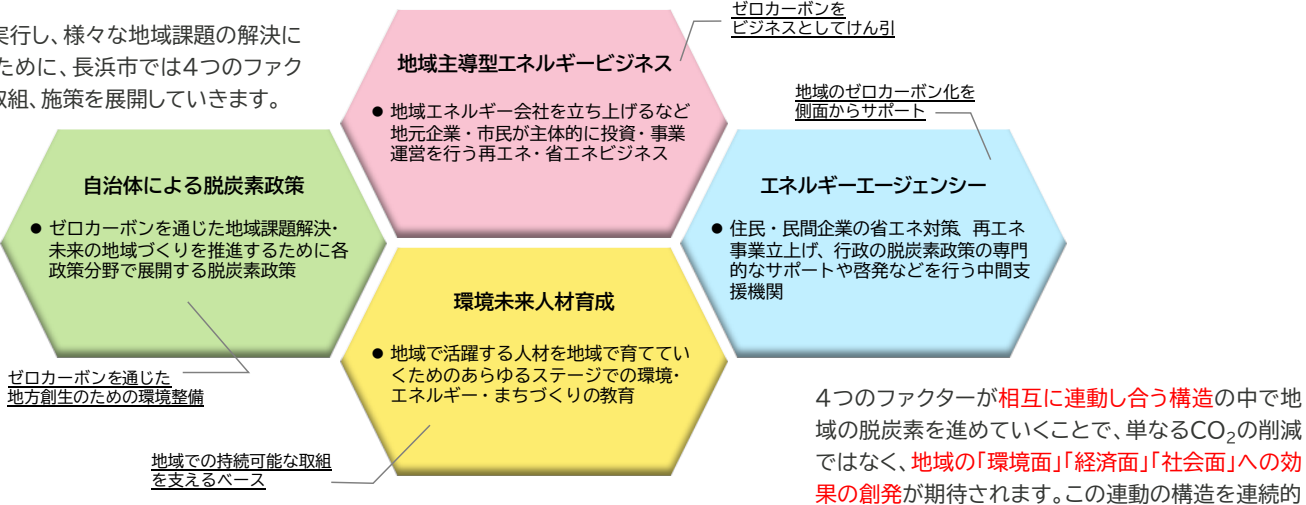 実行し、様々な地域課題の解決に
ために、長浜市では4つのファク
取組、施策を展開していきます。
ゼロカーボンを
ビジネスとしてけん引
地域主導型エネルギービジネス
● 地域エネルギー会社を立ち上げるなど
地元企業・市民が主体的に投資・事業
運営を行う再エネ・省エネビジネス
地域のゼロカーボン化を
側面からサポート
自治体による脱炭素政策
● ゼロカーボンを通じた地域課題解決・
未来の地域づくりを推進するために各
政策分野で展開する脱炭素政策
エネルギーエージェンシー
● 住民・民間企業の省エネ対策、再エネ
事業立上げ、行政の脱炭素政策の専門
的なサポートや啓発などを行う中間支
援機関
環境未来人材育成
● 地域で活躍する人材を地域で育ててい
くためのあらゆるステージでの環境・
エネルギー・まちづくりの教育
ゼロカーボンを通じた
地方創生のための環境整備
地域での持続可能な取組
を支えるベース
4つのファクターが相互に連動し合う構造の中で地
域の脱炭素を進めていくことで、単なるCO₂の削減
ではなく、地域の「環境面」「経済面」「社会面」への効
果の創発が期待されます。この連動の構造を連続的